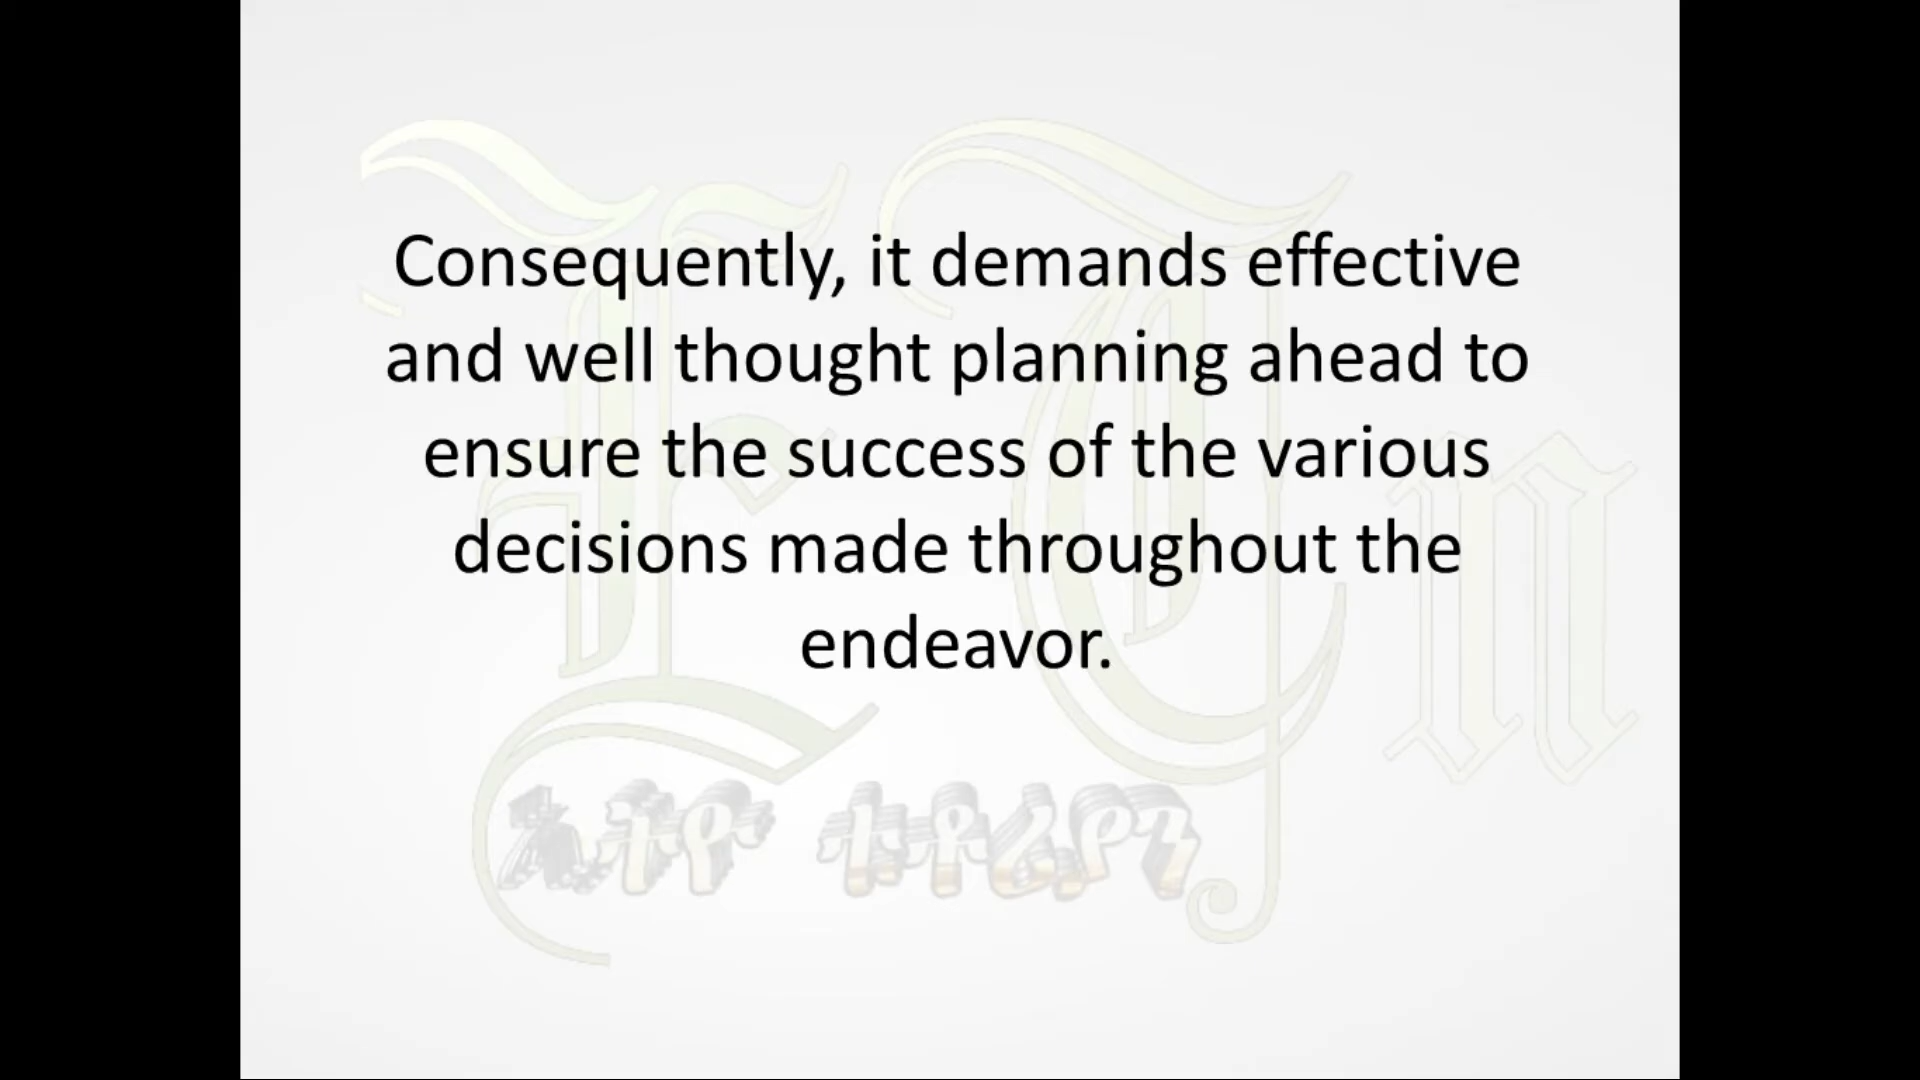 Consequently, it demands effective
and well thought planning ahead to
ensure the success of the various
decisions made throughout the
endeavor.